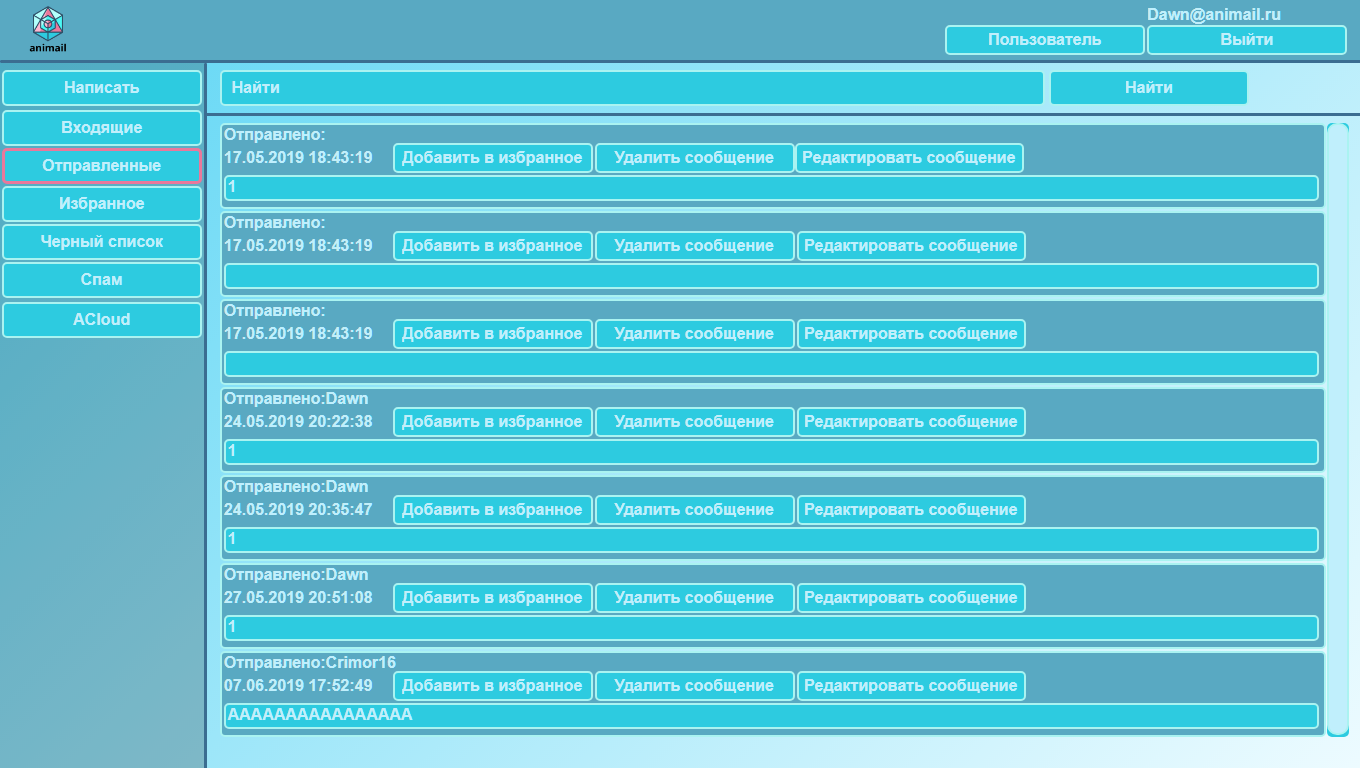 animail
Dawn@animail.ru
Пользователь Выйти
Написать
Входящие
Отправленные
Избранное
Черный список
Спам
ACloud
Найти Найти
Отправлено:
17.05.2019 18:43:19 Добавить в избранное Удалить сообщение Редактировать сообщение
1
Отправлено:
17.05.2019 18:43:19 Добавить в избранное Удалить сообщение Редактировать сообщение
Отправлено:
17.05.2019 18:43:19 Добавить в избранное Удалить сообщение Редактировать сообщение
Отправлено:Dawn
24.05.2019 20:22:38 Добавить в избранное Удалить сообщение Редактировать сообщение
1
Отправлено:Dawn
24.05.2019 20:35:47 Добавить в избранное Удалить сообщение Редактировать сообщение
1
Отправлено:Dawn
27.05.2019 20:51:08 Добавить в избранное Удалить сообщение Редактировать сообщение
1
Отправлено:Crimor16
07.06.2019 17:52:49 Добавить в избранное Удалить сообщение Редактировать сообщение
AAAAAAAAAAAAAAAA